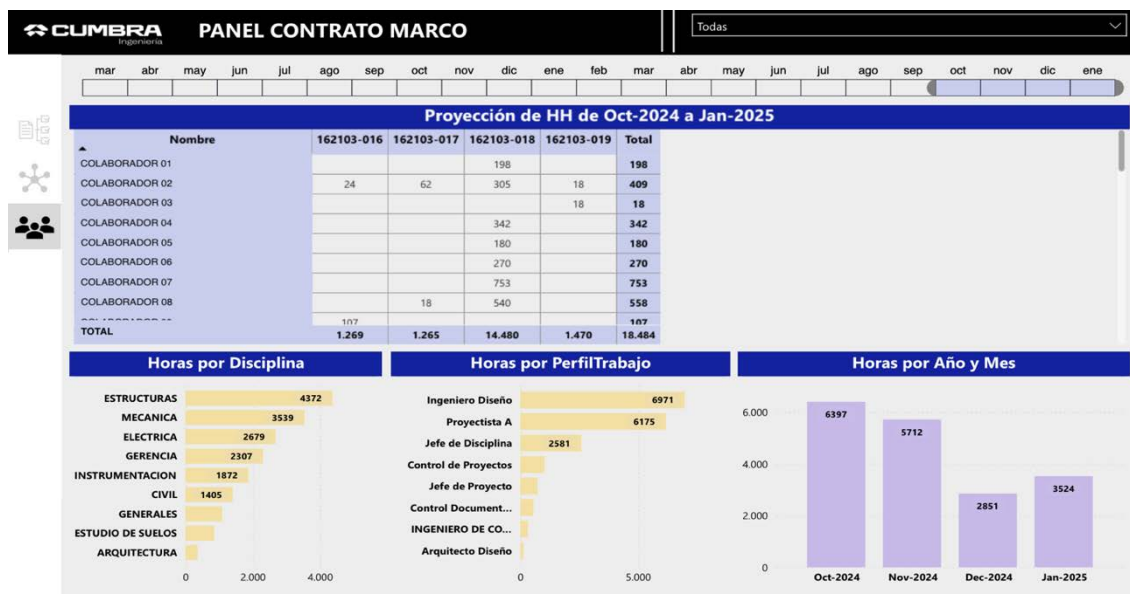 CUMBRA
Ingeniería
PANEL CONTRATO MARCO
Todas
mar abr may jun jul ago sep oct nov dic ene feb mar abr may jun jul ago sep oct nov dic ene
Proyección de HH de Oct-2024 a Jan-2025
Nombre 162103-016 162103-017 162103-018 162103-019 Total
COLABORADOR 01 198 198
COLABORADOR 02 24 62 305 18 409
COLABORADOR 03 18 18
COLABORADOR 04 342 342
COLABORADOR 05 180 180
COLABORADOR 06 270 270
COLABORADOR 07 753 753
COLABORADOR 08 18 540 558
107 107
TOTAL 1.269 1.265 14.480 1.470 18.484
Horas por Disciplina
ESTRUCTURAS 4372
MECANICA 3539
ELECTRICA 2679
GERENCIA 2307
INSTRUMENTACION 1872
CIVIL 1405
GENERALES
ESTUDIO DE SUELOS
ARQUITECTURA
0 2.000 4.000
Horas por PerfilTrabajo
Ingeniero Diseño 6971
Proyectista A 6175
Jefe de Disciplina 2581
Control de Proyectos
Jefe de Proyecto
Control Document...
INGENIERO DE CO...
Arquitecto Diseño
0 5.000
Horas por Año y Mes
6.000
4.000
2.000
0
6397 5712 2851 3524
Oct-2024 Nov-2024 Dec-2024 Jan-2025